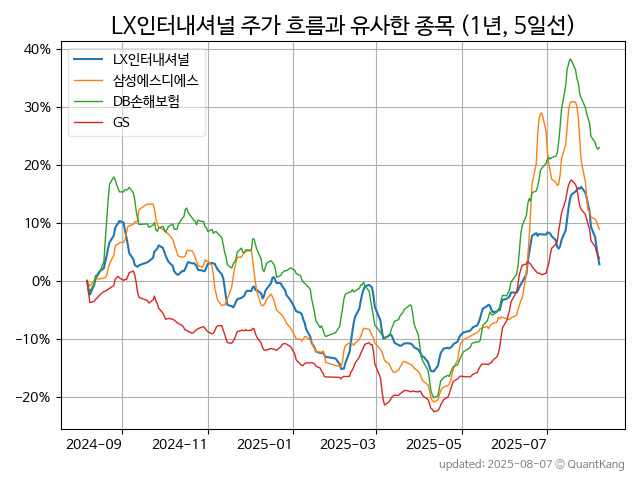 LX인터내셔널 주가 흐름과 유사한 종목 (1년, 5일선)
LX인터내셔널
삼성에스디에스
DB손해보험
GS
40%
30%
20%
10%
0%
−10%
−20%
2024-09 2024-11 2025-01 2025-03 2025-05 2025-07
updated: 2025-08-07 © QuantKang